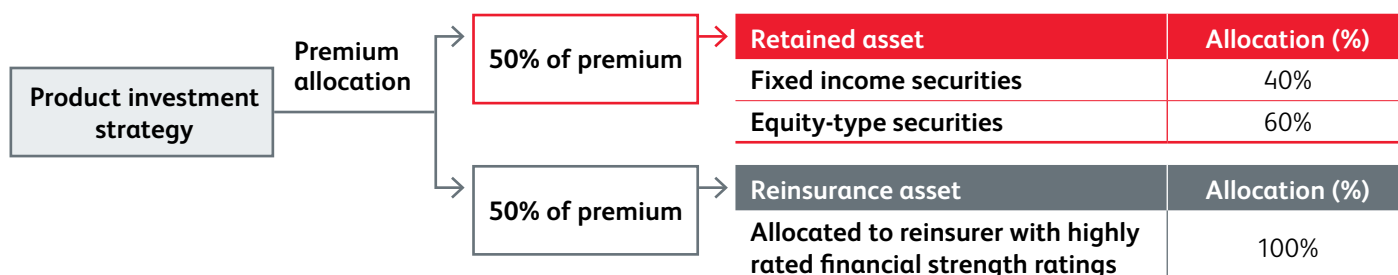 Product investment
strategy
Premium
allocation
50% of premium
Retained asset Allocation (%)
Fixed income securities 40%
Equity-type securities 60%
50% of premium
Reinsurance asset Allocation (%)
Allocated to reinsurer with highly
rated financial strength ratings 100%